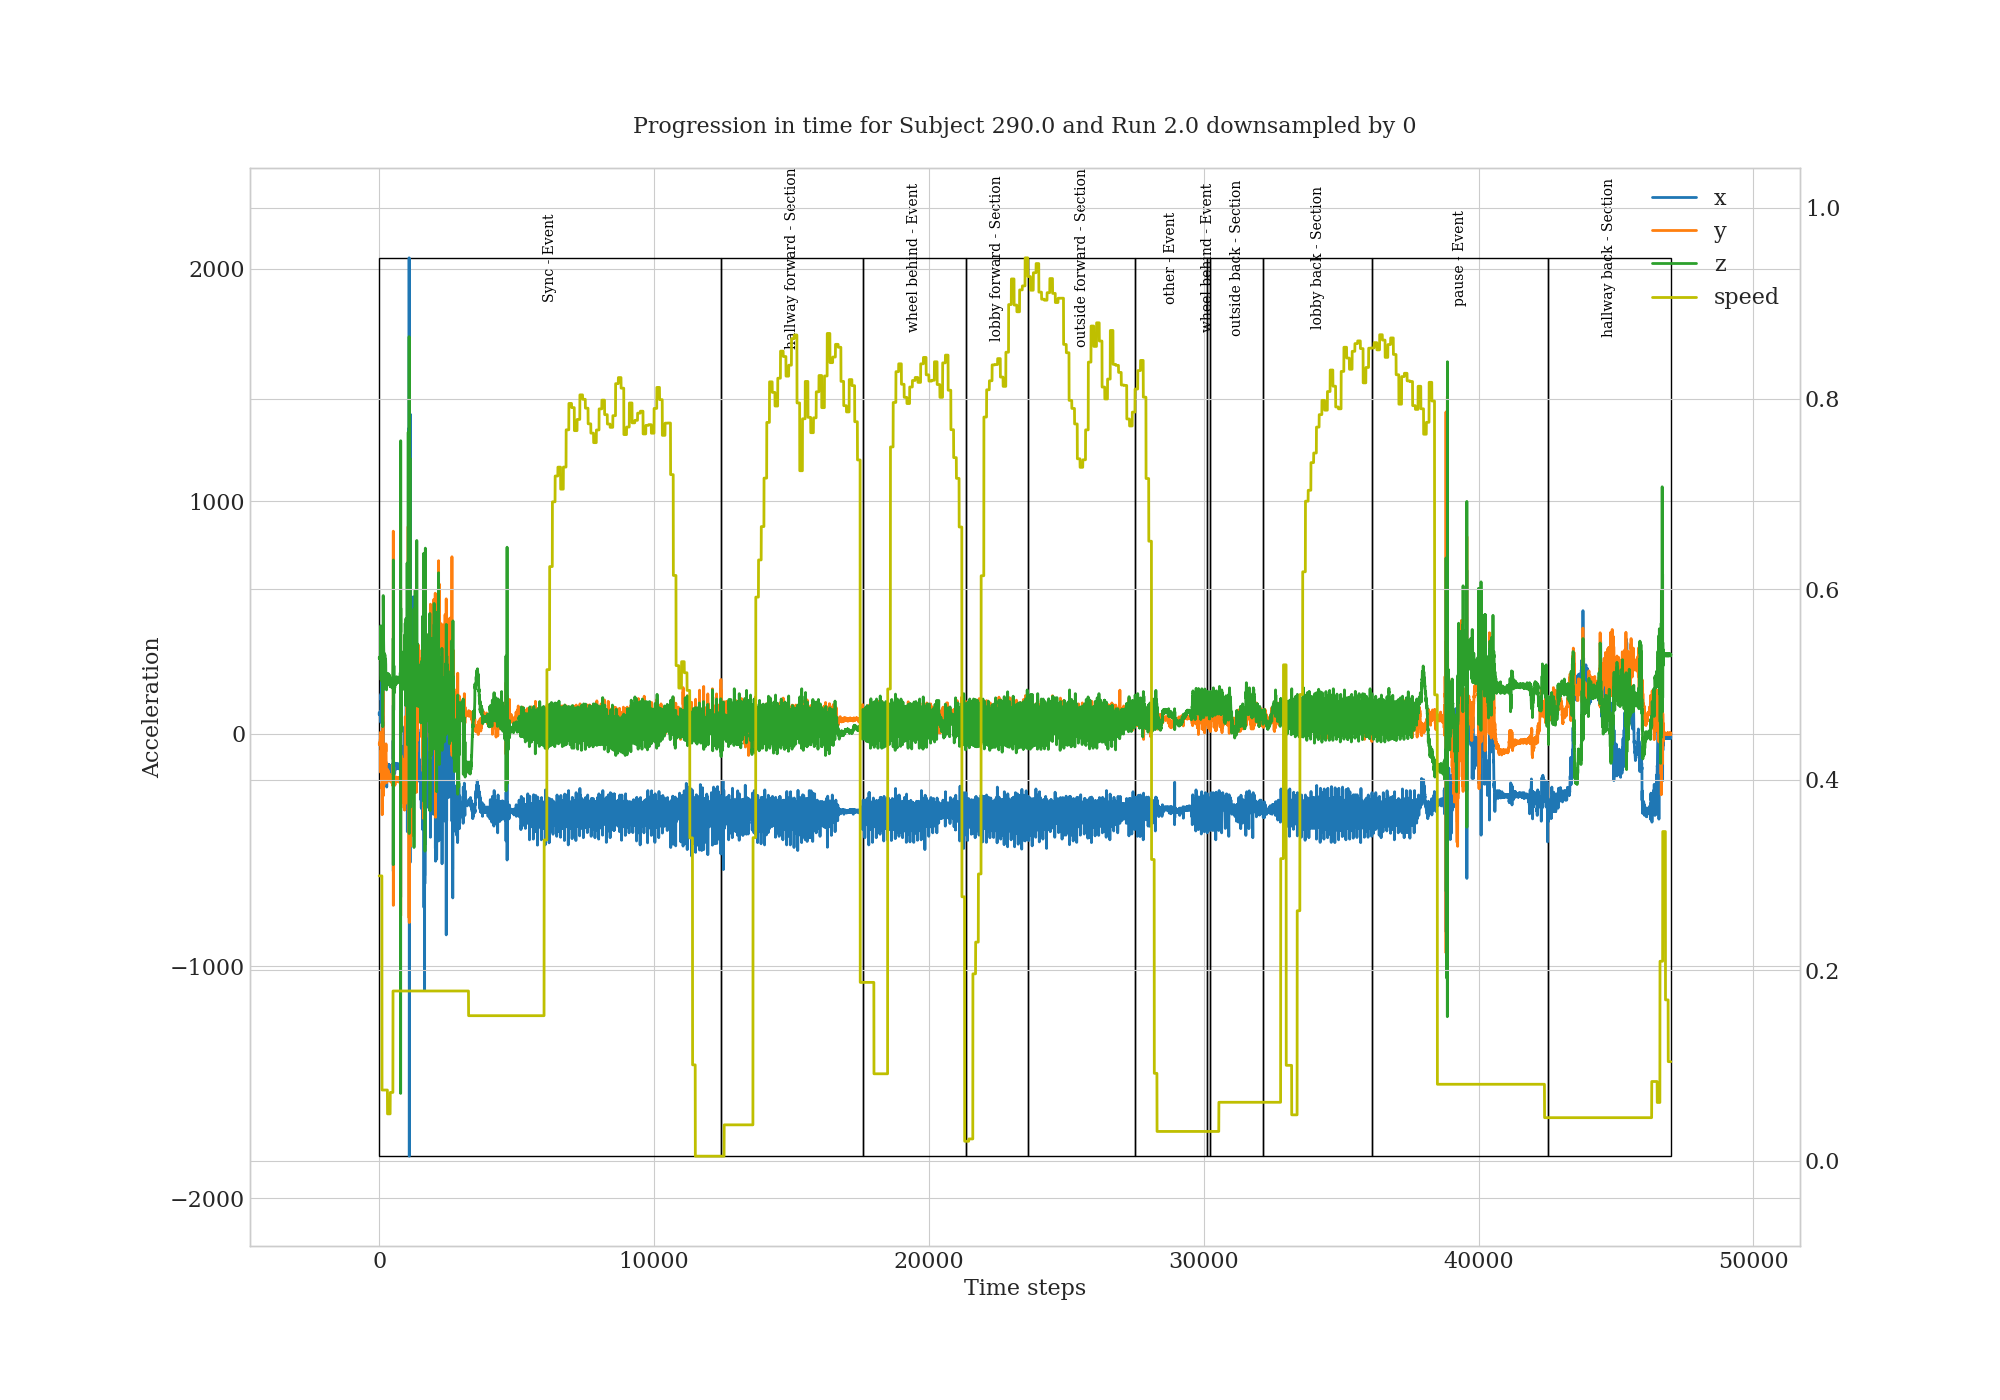 Progression in time for Subject 290.0 and Run 2.0 downsampled by 0
Sync - Event
hallway forward - Section
wheel behind - Event
lobby forward - Section
outside forward - Section
other - Event
wheel behind - Event
outside back - Section
lobby back - Section
pause - Event
hallway back - Section
x
y
z
speed
Acceleration
2000
1000
0
−1000
−2000
1.0
0.8
0.6
0.4
0.2
0.0
0 10000 20000 30000 40000 50000
Time steps